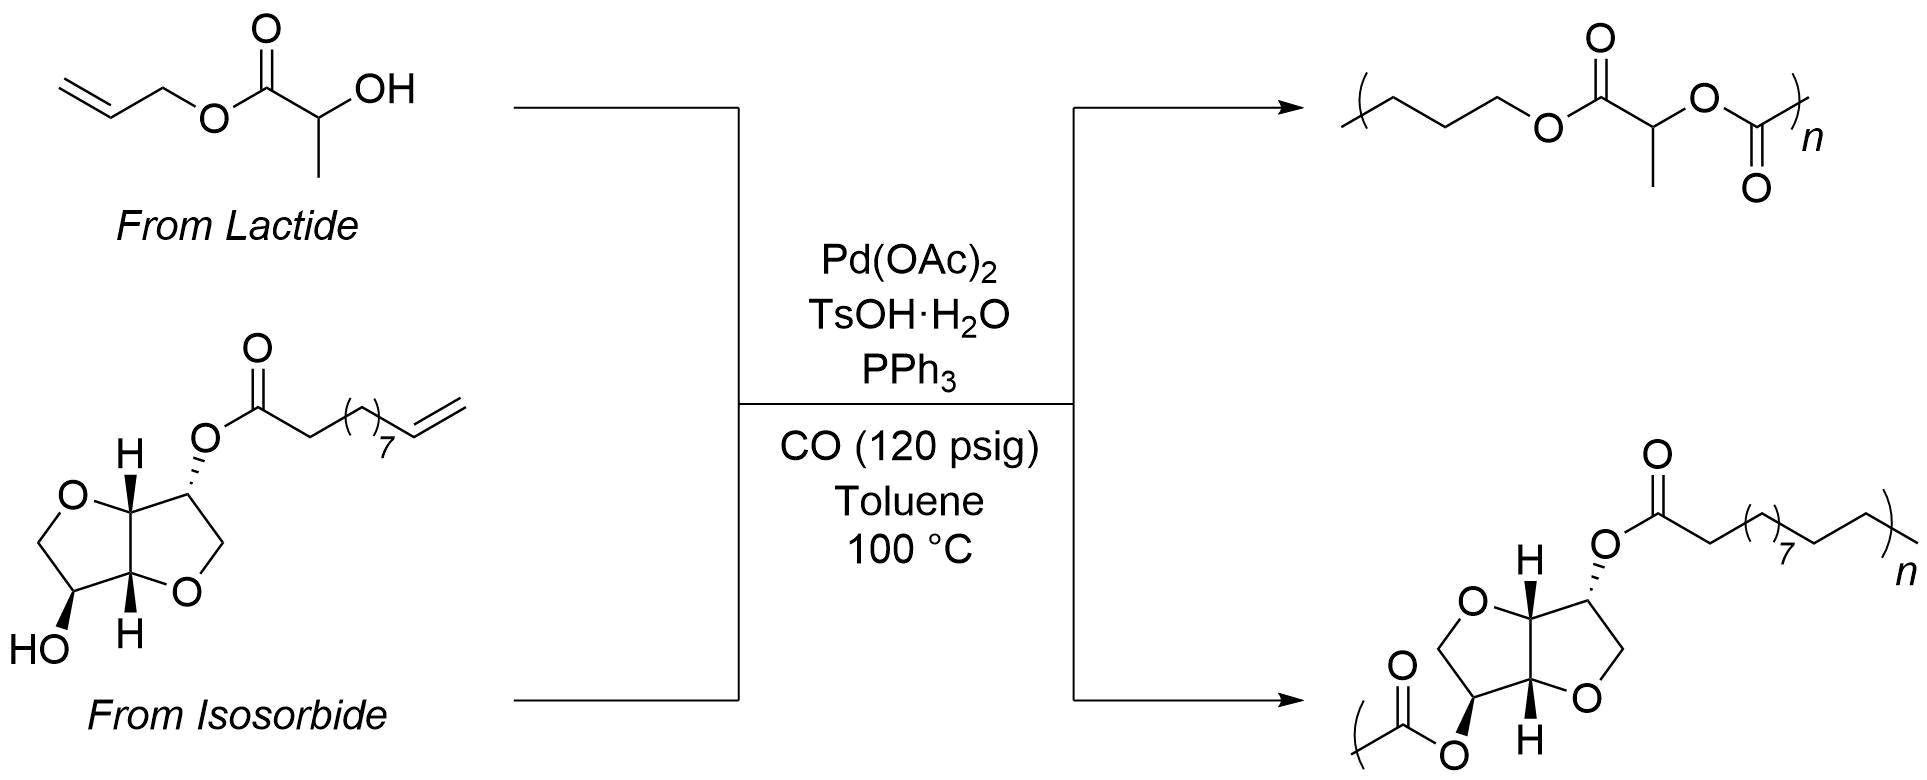 O
O
OH
From Lactide
O
O
7
H
O
O
H
HO
From Isosorbide
Pd(OAc)₂
TsOH·H₂O
PPh₃
CO (120 psig)
Toluene
100 °C
O
O
O
O
n
O
O
7
n
H
O
O
H
O
O